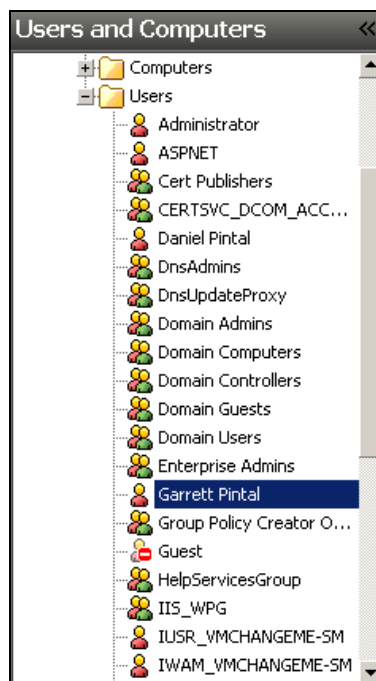 Users and Computers
Computers
Users
Administrator
ASPNET
Cert Publishers
CERTSVC_DCOM_ACC...
Daniel Pintal
DnsAdmins
DnsUpdateProxy
Domain Admins
Domain Computers
Domain Controllers
Domain Guests
Domain Users
Enterprise Admins
Garrett Pintal
Group Policy Creator O...
Guest
HelpServicesGroup
IIS_WPG
IUSR_VMCHANGEME-SM
IWAM_VMCHANGEME-SM